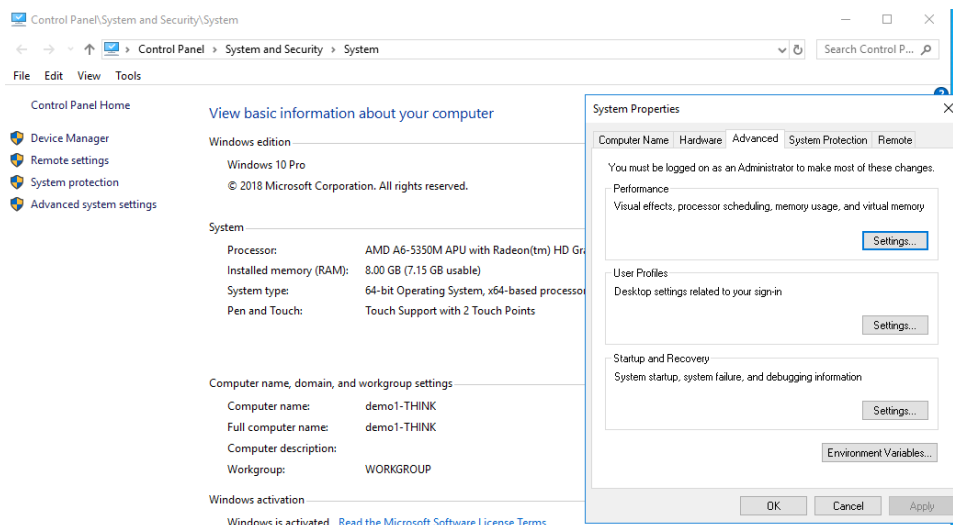 Control Panel\System and Security\System
Control Panel > System and Security > System
Search Control P...
File Edit View Tools
Control Panel Home
Device Manager
Remote settings
System protection
Advanced system settings
View basic information about your computer
Windows edition
Windows 10 Pro
© 2018 Microsoft Corporation. All rights reserved.
System
Processor: AMD A6-5350M APU with Radeon(tm) HD
Installed memory (RAM): 8.00 GB (7.15 GB usable)
System type: 64-bit Operating System, x64-based processor
Pen and Touch: Touch Support with 2 Touch Points
Computer name, domain, and workgroup settings
Computer name: demo1-THINK
Full computer name: demo1-THINK
Computer description:
Workgroup: WORKGROUP
Windows activation
Windows is activated Read the Microsoft Software License Terms
System Properties
Computer Name Hardware Advanced System Protection Remote
You must be logged on as an Administrator to make most of these changes.
Performance
Visual effects, processor scheduling, memory usage, and virtual memory
Settings...
User Profiles
Desktop settings related to your sign-in
Settings...
Startup and Recovery
System startup, system failure, and debugging information
Settings...
Environment Variables...
OK Cancel Apply